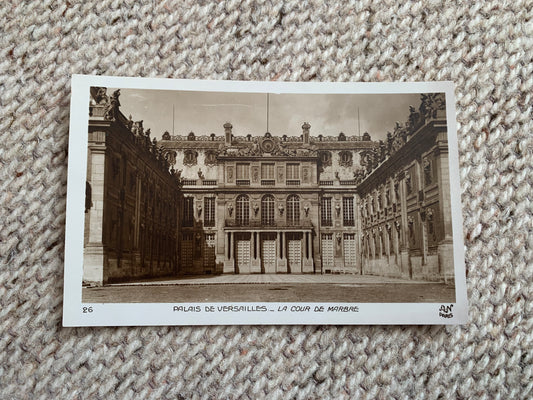 26 PALAIS DE VERSAILLES _ LA COUR DE MARBRE
AN
PARIS